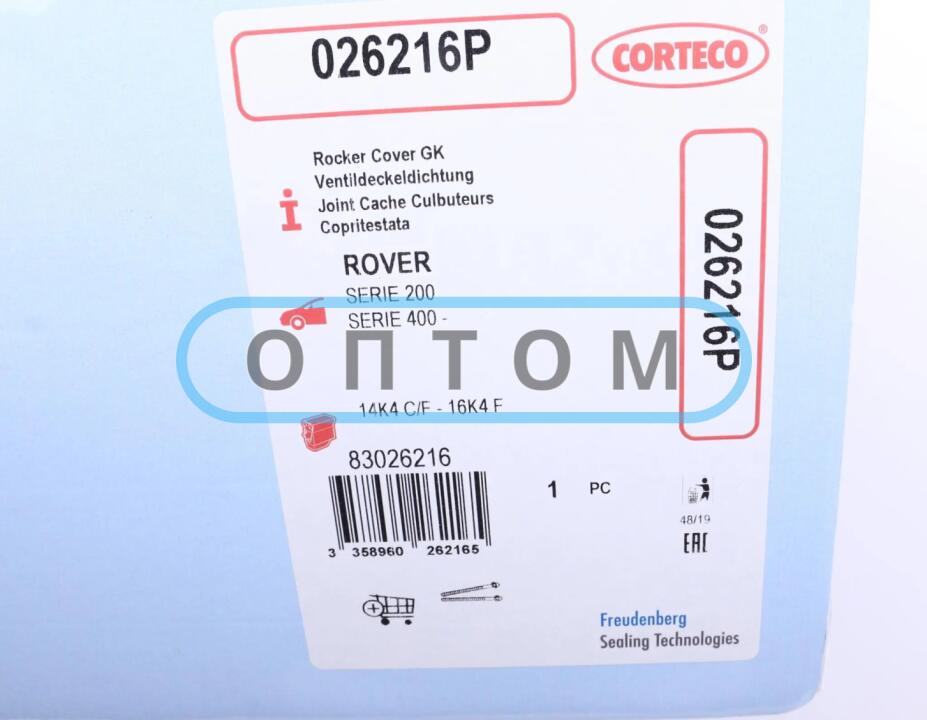 026216P
CORTECO®
Rocker Cover GK
Ventildeckeldichtung
Joint Cache Culbuteurs
Copritestata
026216P
ROVER
SERIE 200
SERIE 400 -
ОПТОМ
14K4 C/F - 16K4 F
83026216
1 PC
3 358960 262165
48/19
EAC
Freudenberg
Sealing Technologies